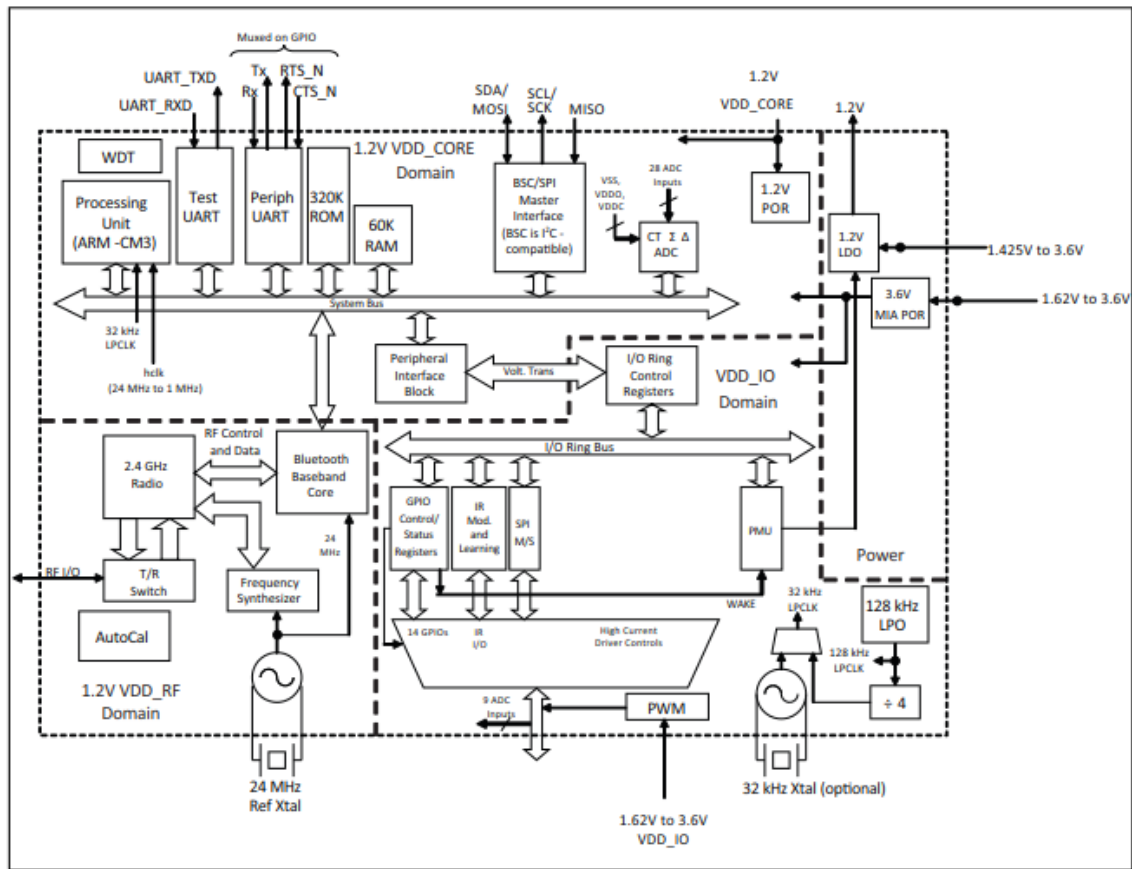 Muxed on GPIO
UART_TXD
Tx
RTS_N
UART_RXD
Rx
CTS_N
SDA/
MOSI
SCL/
SCK
MISO
1.2V
VDD_CORE
1.2V
WDT
Processing
Unit
(ARM -CM3)
Test
UART
Periph
UART
320K
ROM
1.2V VDD_CORE
Domain
60K
RAM
BSC/SPI
Master
Interface
(BSC is I²C -
compatible)
VSS,
VDDO,
VDDC
28 ADC
Inputs
CT Σ Δ
ADC
1.2V
POR
1.2V
LDO
1.425V to 3.6V
3.6V
MIA POR
1.62V to 3.6V
System Bus
32 kHz
LPCLK
hclk
(24 MHz to 1 MHz)
Peripheral
Interface
Block
Volt. Trans
I/O Ring
Control
Registers
VDD_IO
Domain
RF Control
and Data
2.4 GHz
Radio
Bluetooth
Baseband
Core
I/O Ring Bus
GPIO
Control/
Status
Registers
IR
Mod.
and
Learning
SPI
M/S
PMU
24
MHz
Power
RF I/O
T/R
Switch
Frequency
Synthesizer
WAKE
32 kHz
LPCLK
128 kHz
LPO
AutoCal
14 GPIOs
IR
I/O
High Current
Driver Controls
128 kHz
LPCLK
÷ 4
1.2V VDD_RF
Domain
9 ADC
Inputs
PWM
24 MHz
Ref Xtal
32 kHz Xtal (optional)
1.62V to 3.6V
VDD_IO